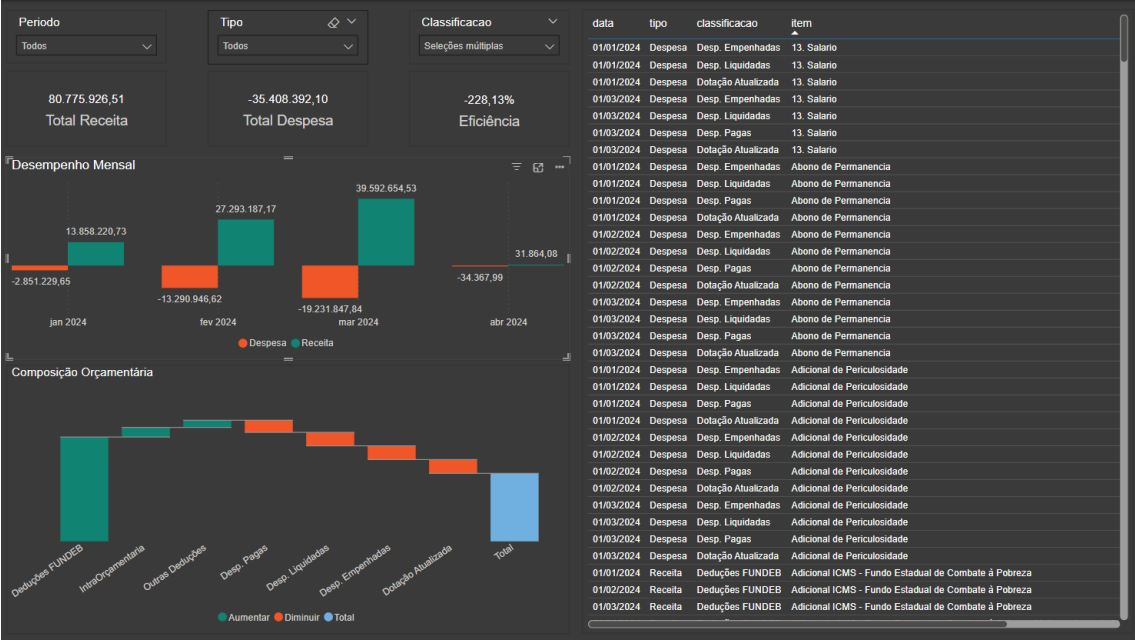 Periodo
Todos
Tipo
Todos
Classificacao
Seleções múltiplas
80.775.926,51
Total Receita
-35.408.392,10
Total Despesa
-228,13%
Eficiência
Desempenho Mensal
39.592.654,53
27.293.187,17
13.858.220,73
31.864,08
-2.851.229,65
-13.290.946,62
-19.231.847,84
-34.367,99
jan 2024
fev 2024
mar 2024
abr 2024
Despesa Receita
Composição Orçamentária
Deduções FUNDEB
IntraOrçamentaria
Outras Deduções
Desp. Pagas
Desp. Liquidadas
Desp. Empenhadas
Dotação Atualizada
Total
Aumentar Diminuir Total
data tipo classificacao item
01/01/2024 Despesa Desp. Empenhadas 13. Salario
01/01/2024 Despesa Desp. Liquidadas 13. Salario
01/01/2024 Despesa Dotação Atualizada 13. Salario
01/03/2024 Despesa Desp. Empenhadas 13. Salario
01/03/2024 Despesa Desp. Liquidadas 13. Salario
01/03/2024 Despesa Desp. Pagas 13. Salario
01/03/2024 Despesa Dotação Atualizada 13. Salario
01/01/2024 Despesa Desp. Empenhadas Abono de Permanencia
01/01/2024 Despesa Desp. Liquidadas Abono de Permanencia
01/01/2024 Despesa Desp. Pagas Abono de Permanencia
01/01/2024 Despesa Dotação Atualizada Abono de Permanencia
01/02/2024 Despesa Desp. Empenhadas Abono de Permanencia
01/02/2024 Despesa Desp. Liquidadas Abono de Permanencia
01/02/2024 Despesa Desp. Pagas Abono de Permanencia
01/02/2024 Despesa Dotação Atualizada Abono de Permanencia
01/03/2024 Despesa Desp. Empenhadas Abono de Permanencia
01/03/2024 Despesa Desp. Liquidadas Abono de Permanencia
01/03/2024 Despesa Desp. Pagas Abono de Permanencia
01/03/2024 Despesa Dotação Atualizada Abono de Permanencia
01/01/2024 Despesa Desp. Empenhadas Adicional de Periculosidade
01/01/2024 Despesa Desp. Liquidadas Adicional de Periculosidade
01/01/2024 Despesa Desp. Pagas Adicional de Periculosidade
01/01/2024 Despesa Dotação Atualizada Adicional de Periculosidade
01/02/2024 Despesa Desp. Empenhadas Adicional de Periculosidade
01/02/2024 Despesa Desp. Liquidadas Adicional de Periculosidade
01/02/2024 Despesa Desp. Pagas Adicional de Periculosidade
01/02/2024 Despesa Dotação Atualizada Adicional de Periculosidade
01/03/2024 Despesa Desp. Empenhadas Adicional de Periculosidade
01/03/2024 Despesa Desp. Liquidadas Adicional de Periculosidade
01/03/2024 Despesa Desp. Pagas Adicional de Periculosidade
01/03/2024 Despesa Dotação Atualizada Adicional de Periculosidade
01/01/2024 Receita Deduções FUNDEB Adicional ICMS - Fundo Estadual de Combate à Pobreza
01/02/2024 Receita Deduções FUNDEB Adicional ICMS - Fundo Estadual de Combate à Pobreza
01/03/2024 Receita Deduções FUNDEB Adicional ICMS - Fundo Estadual de Combate à Pobreza